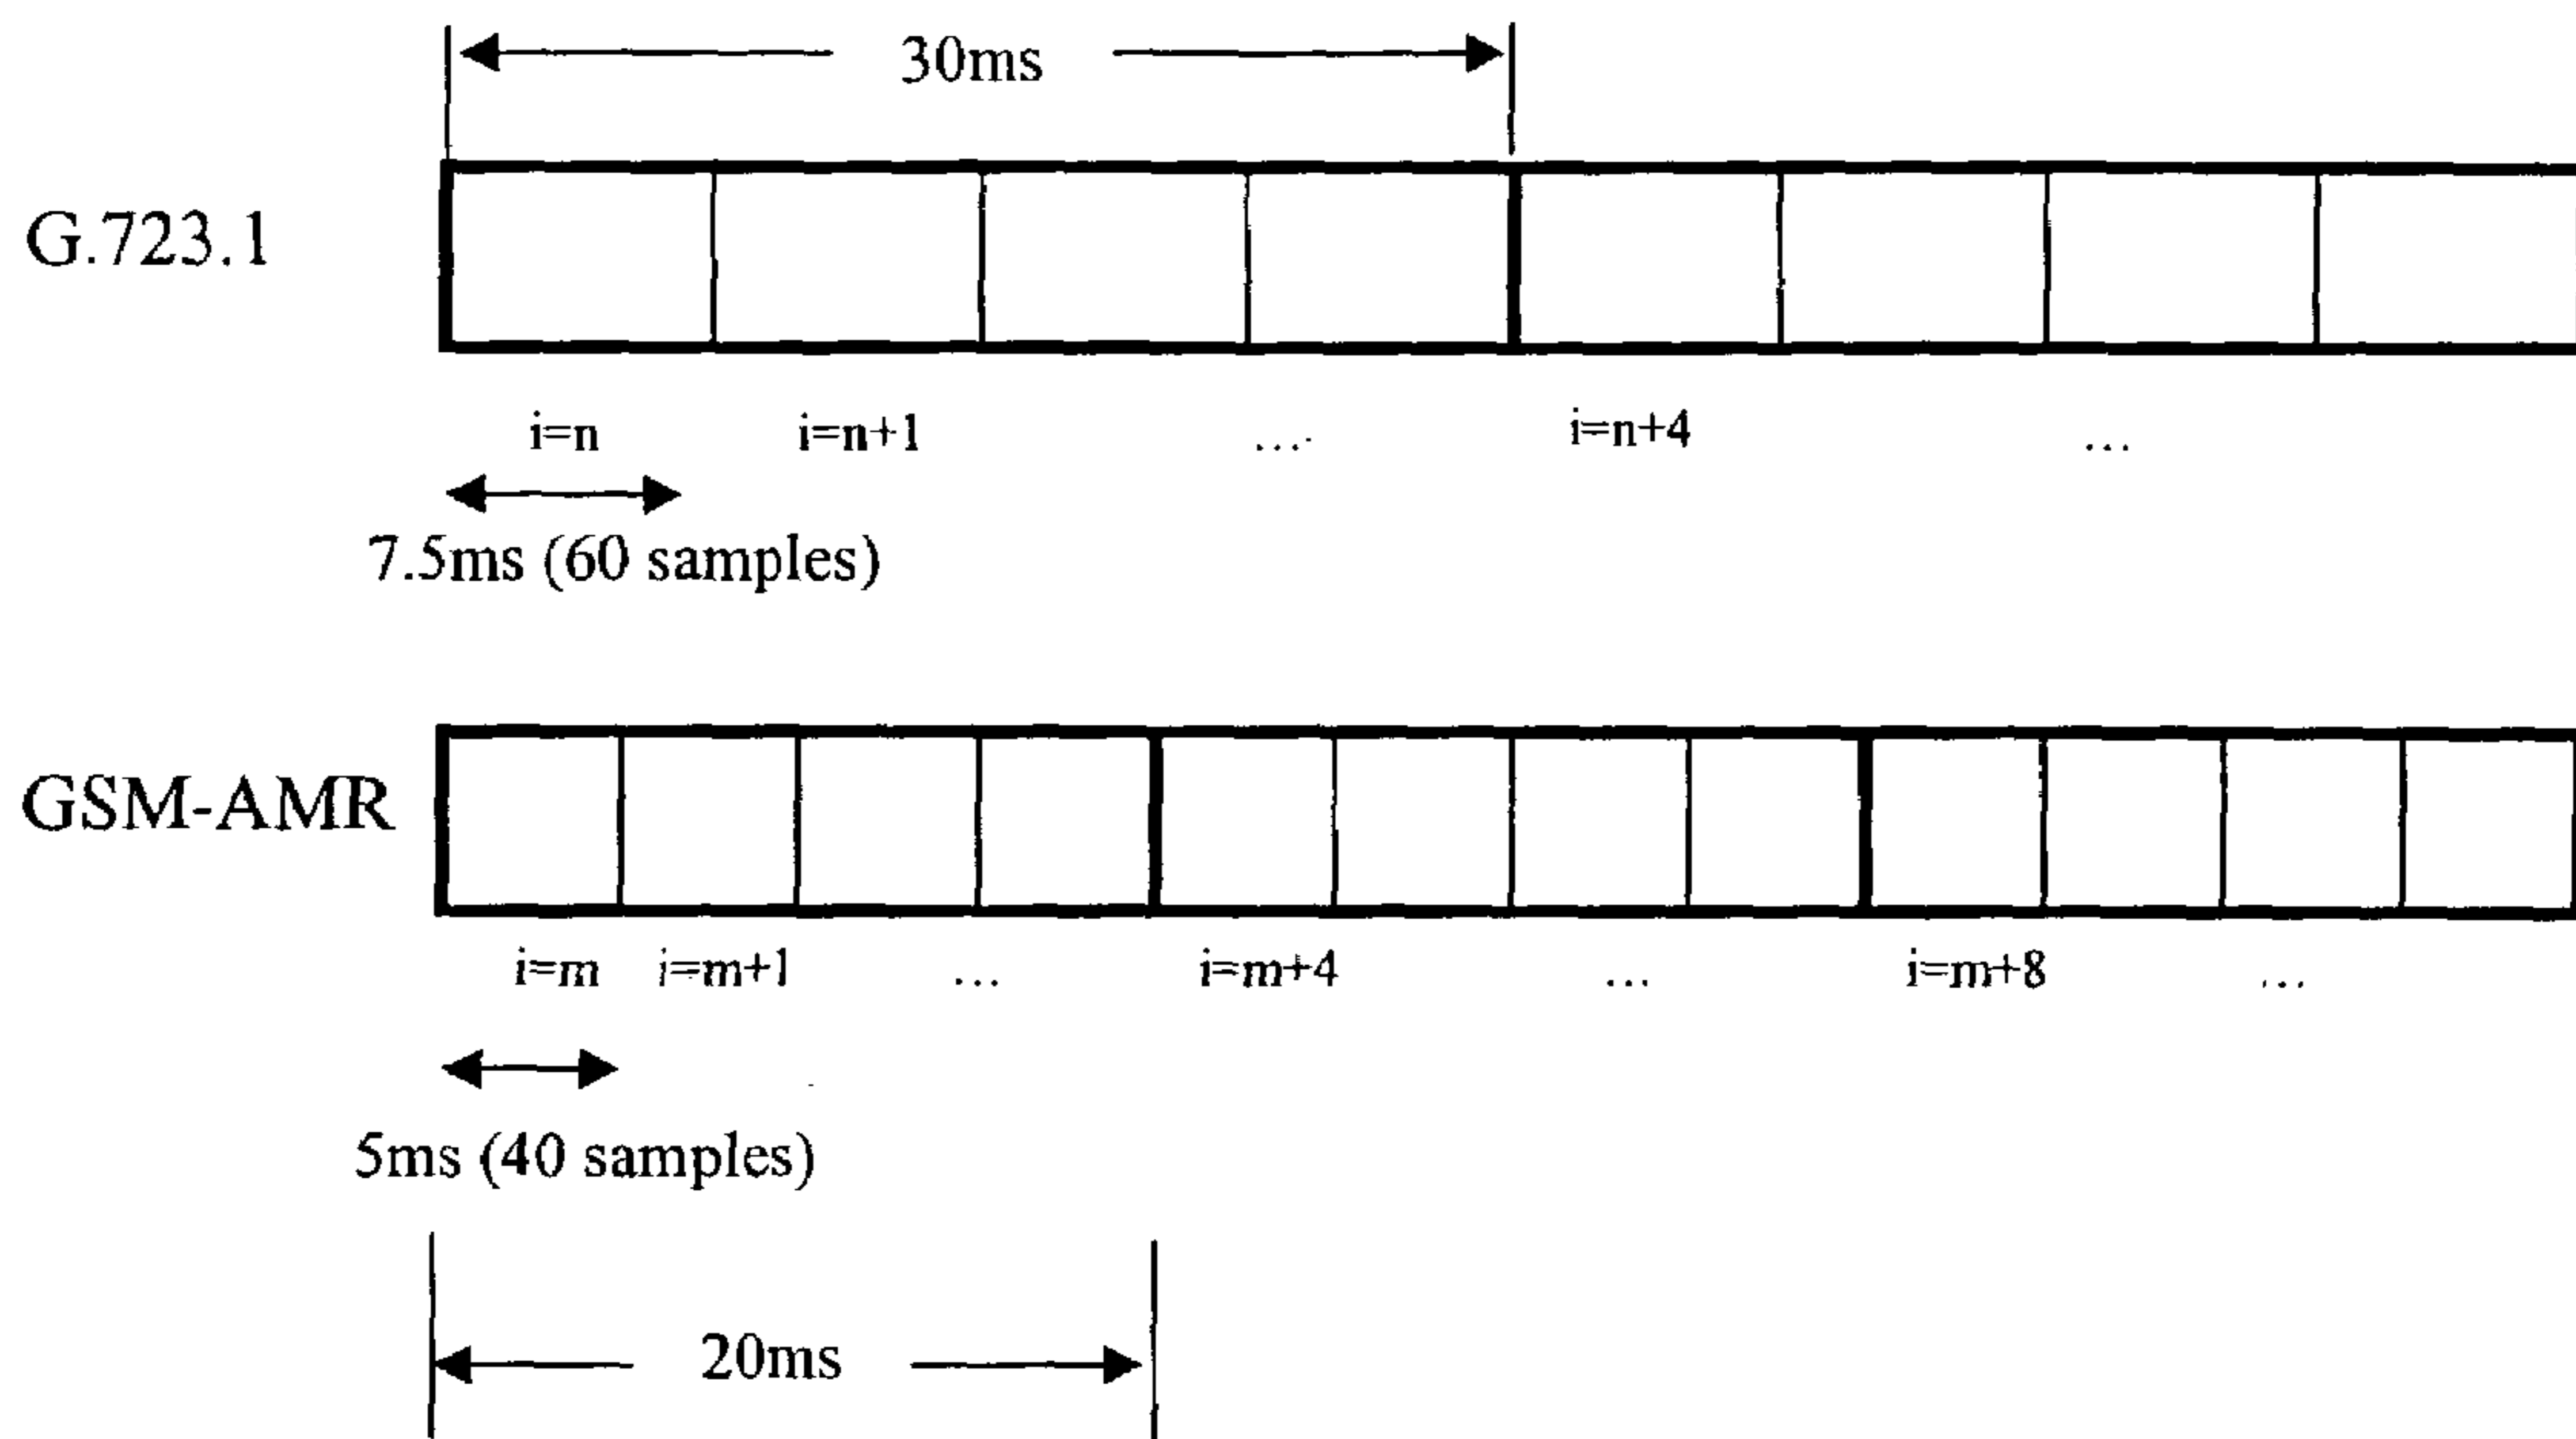 30ms
G.723.1
i=n i=n+1 ... i=n+4 ...
7.5ms (60 samples)
GSM-AMR
i=m i=m+1 ... i=m+4 ... i=m+8 ...
5ms (40 samples)
20ms